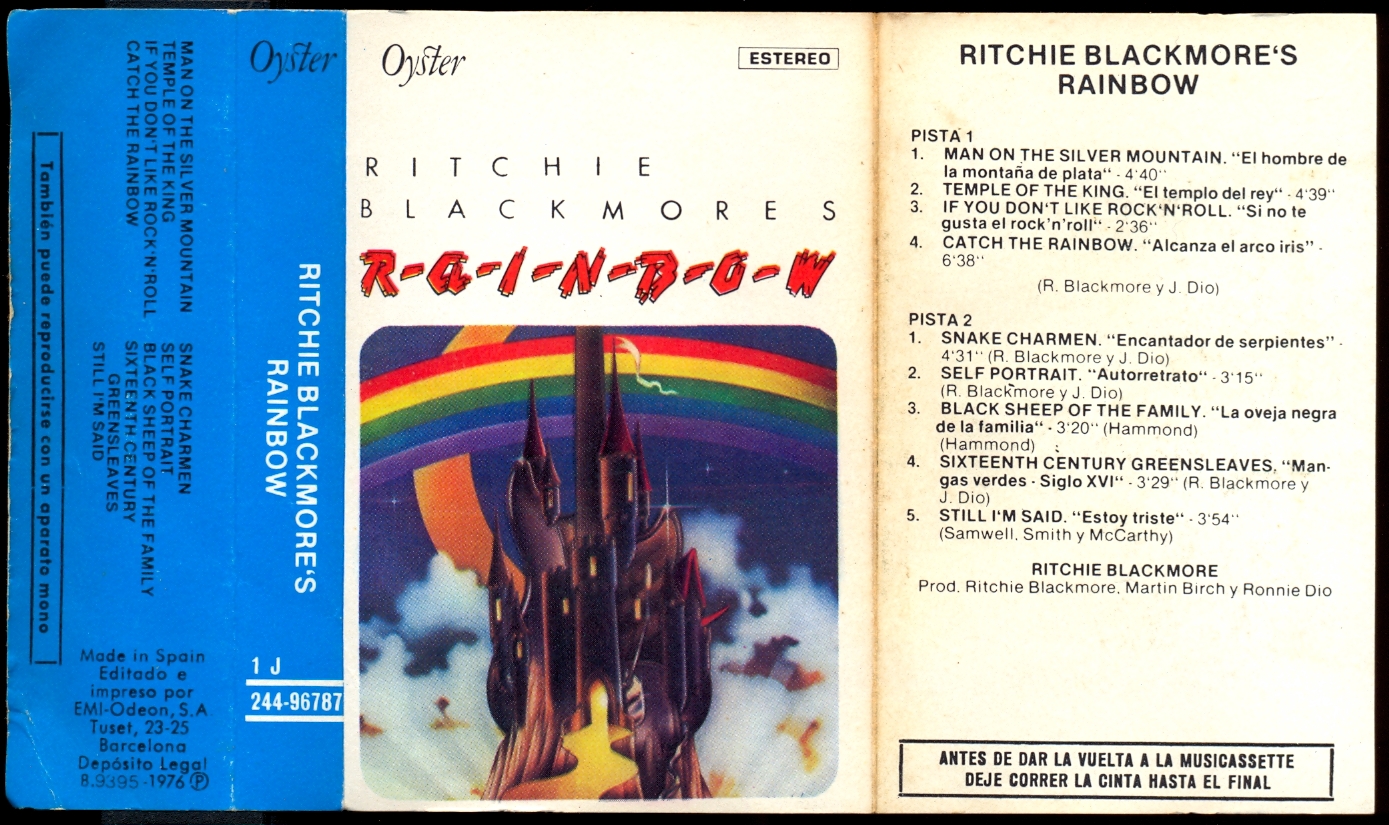 MAN ON THE SILVER MOUNTAIN
TEMPLE OF THE KING
IF YOU DON'T LIKE ROCK'N'ROLL
CATCH THE RAINBOW
SNAKE CHARMEN
SELF PORTRAIT
BLACK SHEEP OF THE FAMILY
SIXTEENTH CENTURY
GREENSLEAVES
STILL I'M SAID
También puede reproducirse con un aparato mono
Made in Spain
Editado e
impreso por
EMI-Odeon, S.A.
Tuset, 23-25
Barcelona
Depósito Legal
B.9395-1976 Ⓟ
Oyster
RITCHIE BLACKMORE'S
RAINBOW
1 J
244-96787
Oyster
ESTEREO
RITCHIE
BLACKMORES
R-A-I-N-B-O-W
RITCHIE BLACKMORE‘S
RAINBOW
PISTA 1
1. MAN ON THE SILVER MOUNTAIN. “El hombre de
la montaña de plata“ - 4‘40“
2. TEMPLE OF THE KING. “El templo del rey“ - 4‘39“
3. IF YOU DON‘T LIKE ROCK‘N‘ROLL. “Si no te
gusta el rock’n’roll“ - 2‘36“
4. CATCH THE RAINBOW. “Alcanza el arco iris“ -
6‘38“
(R. Blackmore y J. Dio)
PISTA 2
1. SNAKE CHARMEN. “Encantador de serpientes“ -
4‘31“ (R. Blackmore y J. Dio)
2. SELF PORTRAIT. “Autorretrato“ - 3‘15“
(R. Blackmore y J. Dio)
3. BLACK SHEEP OF THE FAMILY. “La oveja negra
de la familia“ - 3‘20“ (Hammond)
(Hammond)
4. SIXTEENTH CENTURY GREENSLEAVES, “Man-
gas verdes - Siglo XVI“ - 3‘29“ (R. Blackmore y
J. Dio)
5. STILL I‘M SAID. “Estoy triste“ - 3‘54“
(Samwell, Smith y McCarthy)
RITCHIE BLACKMORE
Prod. Ritchie Blackmore, Martin Birch y Ronnie Dio
ANTES DE DAR LA VUELTA A LA MUSICASSETTE
DEJE CORRER LA CINTA HASTA EL FINAL